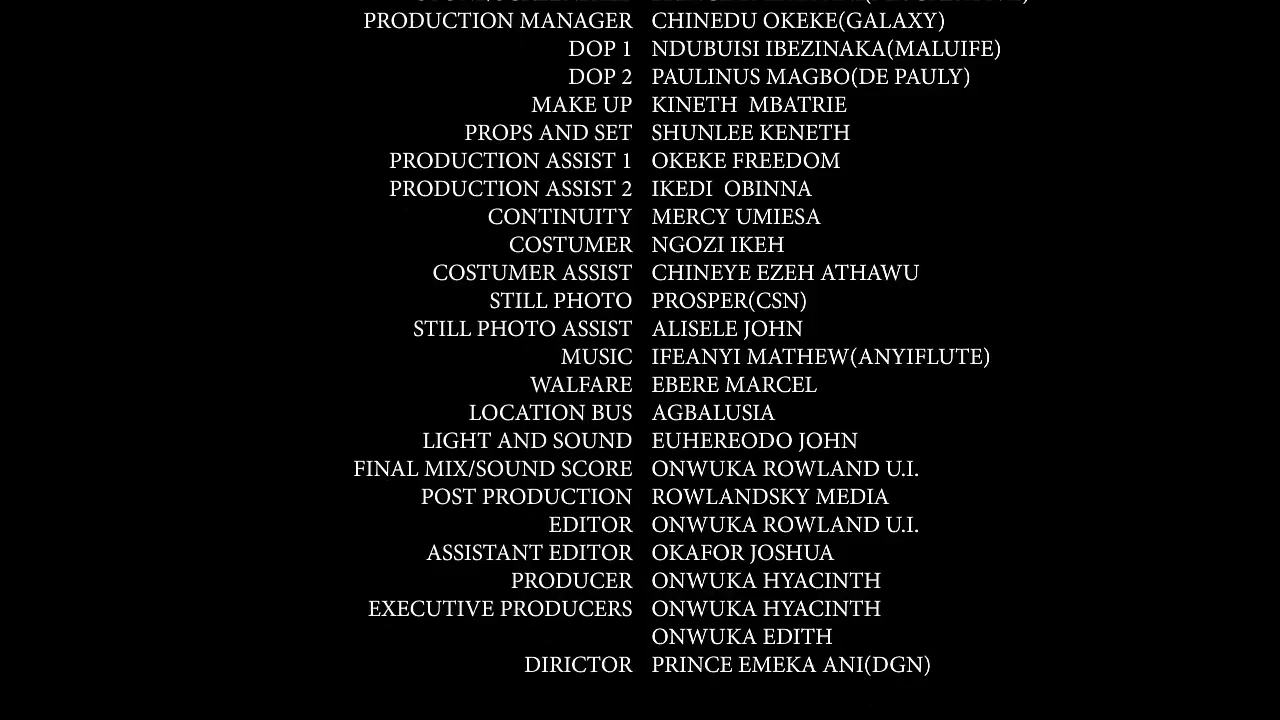 PRODUCTION MANAGER CHINEDU OKEKE(GALAXY)
DOP 1 NDUBUISI IBEZINAKA(MALUIFE)
DOP 2 PAULINUS MAGBO(DE PAULY)
MAKE UP KINETH MBATRIE
PROPS AND SET SHUNLEE KENETH
PRODUCTION ASSIST 1 OKEKE FREEDOM
PRODUCTION ASSIST 2 IKEDI OBINNA
CONTINUITY MERCY UMIESA
COSTUMER NGOZI IKEH
COSTUMER ASSIST CHINEYE EZEH ATHAWU
STILL PHOTO PROSPER(CSN)
STILL PHOTO ASSIST ALISELE JOHN
MUSIC IFEANYI MATHEW(ANYIFLUTE)
WALFARE EBERE MARCEL
LOCATION BUS AGBALUSIA
LIGHT AND SOUND EUHEREODO JOHN
FINAL MIX/SOUND SCORE ONWUKA ROWLAND U.I.
POST PRODUCTION ROWLANDSKY MEDIA
EDITOR ONWUKA ROWLAND U.I.
ASSISTANT EDITOR OKAFOR JOSHUA
PRODUCER ONWUKA HYACINTH
EXECUTIVE PRODUCERS ONWUKA HYACINTH
ONWUKA EDITH
DIRICTOR PRINCE EMEKA ANI(DGN)